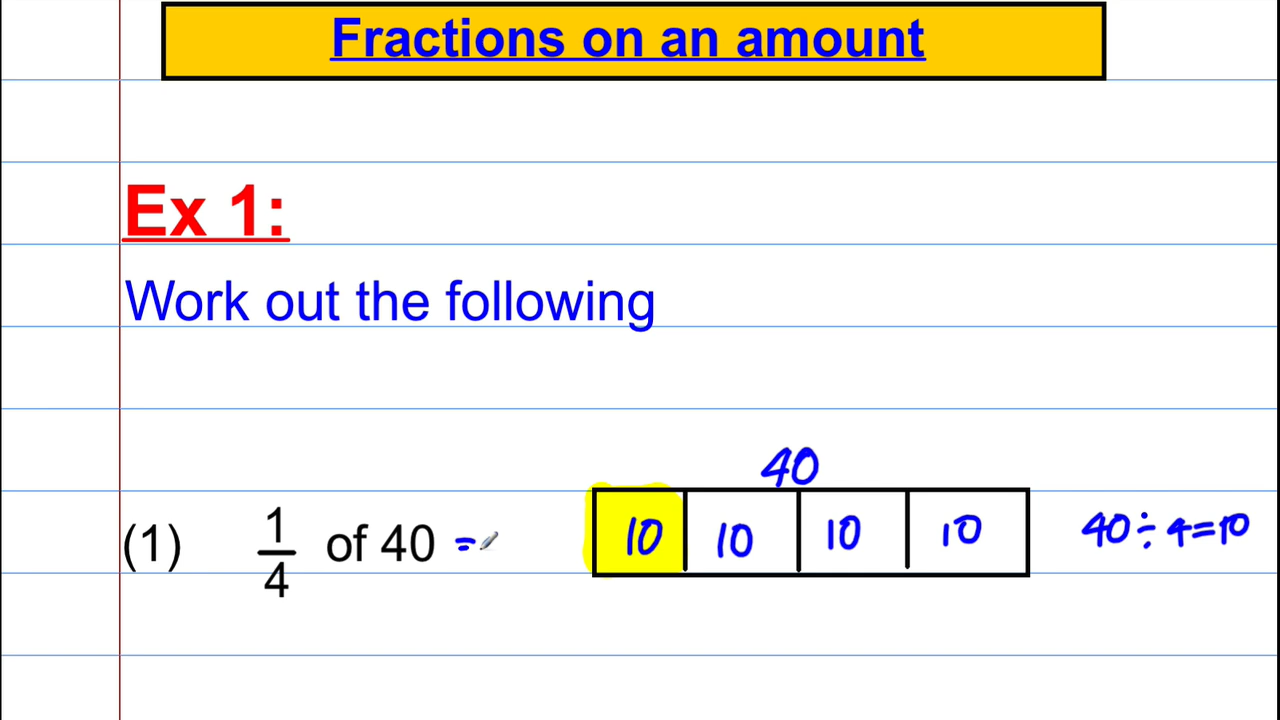 Fractions on an amount
Ex 1:
Work out the following
40
(1) 1/4 of 40 = 10 10 10 10 40 ÷ 4 = 10